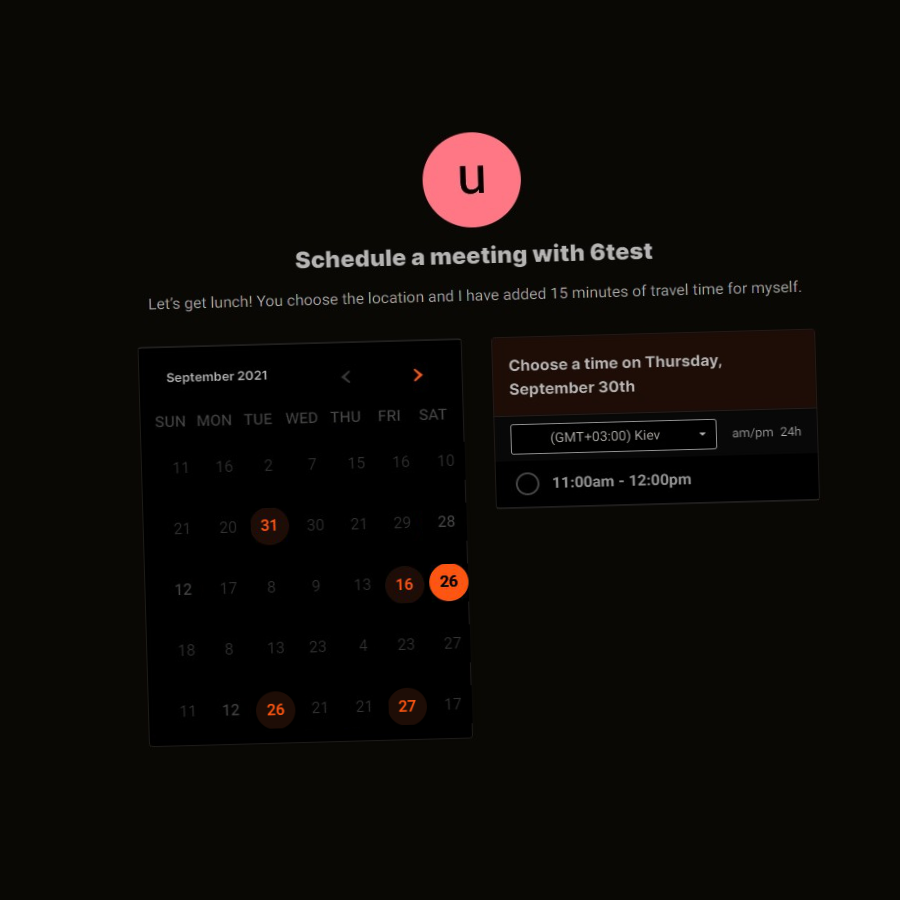 u
Schedule a meeting with 6test
Let's get lunch! You choose the location and I have added 15 minutes of travel time for myself.
September 2021
SUN MON TUE WED THU FRI SAT
11 16 2 7 15 16 10
21 20 31 30 21 29 28
12 17 8 9 13 16 26
18 8 13 23 4 23 27
11 12 26 21 21 27 17
Choose a time on Thursday,
September 30th
(GMT+03:00) Kiev am/pm 24h
11:00am - 12:00pm